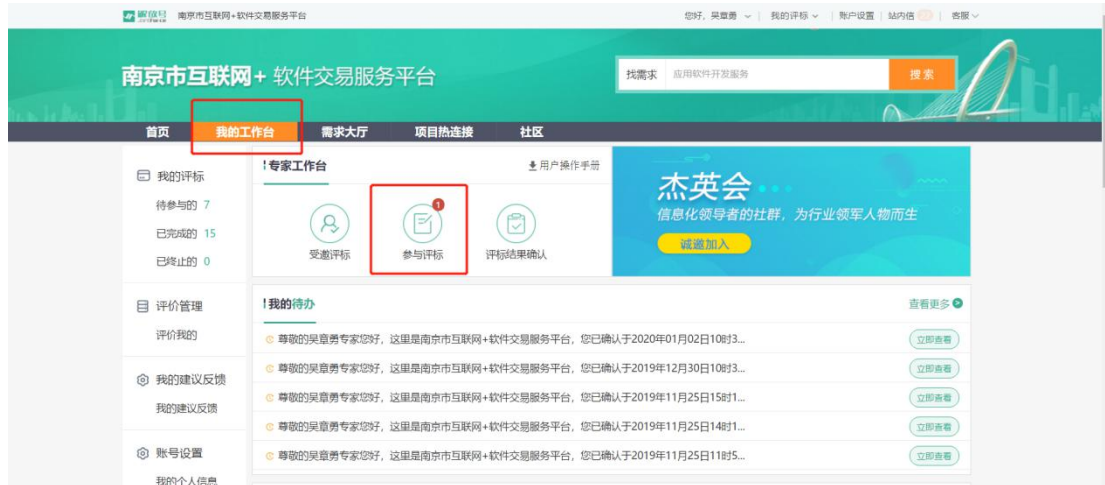 解放号 南京市互联网+软件交易服务平台
您好，吴章勇 | 我的评标 | 账户设置 | 站内信 | 客服
南京市互联网+ 软件交易服务平台
找需求 应用软件开发服务 搜索
首页 我的工作台 需求大厅 项目热连接 社区
我的评标
待参与的 7
已完成的 15
已终止的 0
评价管理
评价我的
我的建议反馈
我的建议反馈
账号设置
我的个人信息
专家工作台 用户操作手册
1
受邀评标 参与评标 评标结果确认
杰英会
信息化领导者的社群，为行业领军人物而生
诚邀加入
我的待办 查看更多
尊敬的吴章勇专家您好，这里是南京市互联网+软件交易服务平台，您已确认于2020年01月02日10时3... 立即查看
尊敬的吴章勇专家您好，这里是南京市互联网+软件交易服务平台，您已确认于2019年12月30日10时3... 立即查看
尊敬的吴章勇专家您好，这里是南京市互联网+软件交易服务平台，您已确认于2019年11月25日15时1... 立即查看
尊敬的吴章勇专家您好，这里是南京市互联网+软件交易服务平台，您已确认于2019年11月25日14时1... 立即查看
尊敬的吴章勇专家您好，这里是南京市互联网+软件交易服务平台，您已确认于2019年11月25日11时5... 立即查看